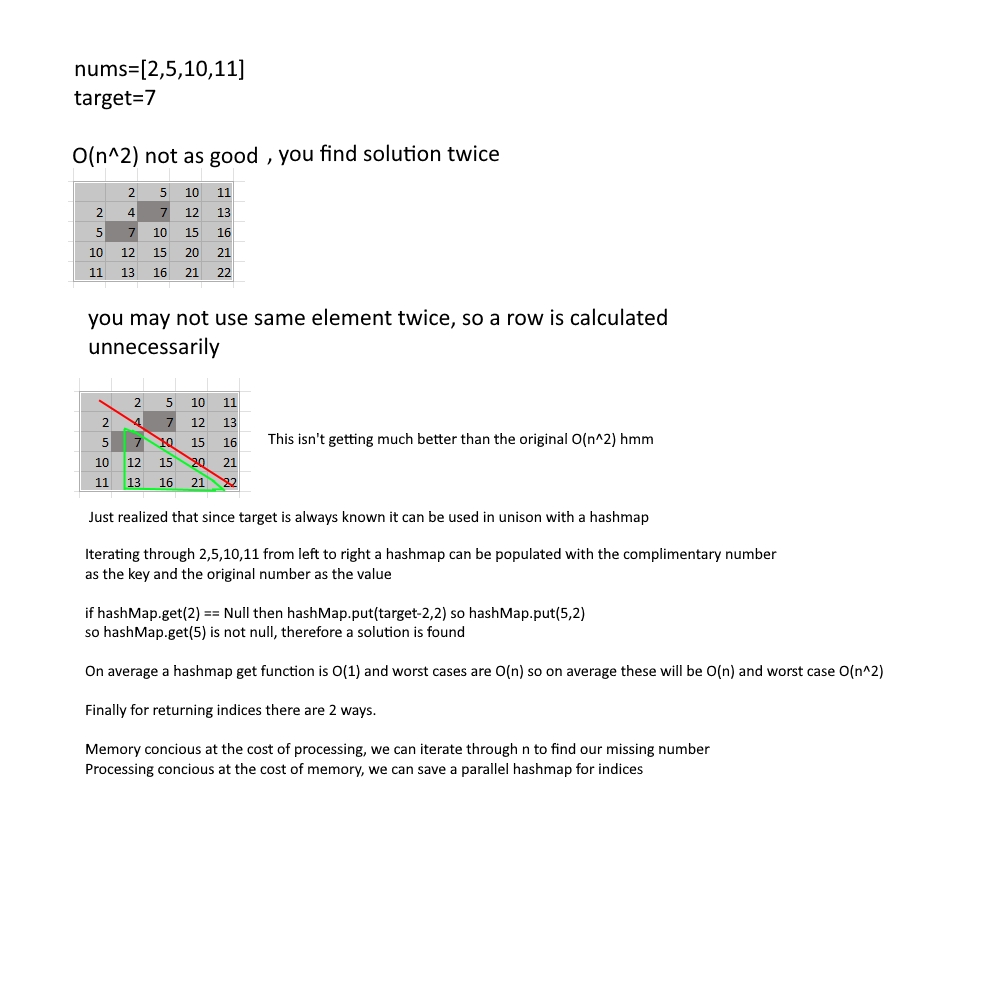 nums=[2,5,10,11]
target=7
O(n^2) not as good , you find solution twice
2 5 10 11
2 4 7 12 13
5 7 10 15 16
10 12 15 20 21
11 13 16 21 22
you may not use same element twice, so a row is calculated
unnecessarily
2 5 10 11
2 4 7 12 13
5 7 10 15 16
10 12 15 20 21
11 13 16 21 22
This isn't getting much better than the original O(n^2) hmm
Just realized that since target is always known it can be used in unison with a hashmap
Iterating through 2,5,10,11 from left to right a hashmap can be populated with the complimentary number
as the key and the original number as the value
if hashMap.get(2) == Null then hashMap.put(target-2,2) so hashMap.put(5,2)
so hashMap.get(5) is not null, therefore a solution is found
On average a hashmap get function is O(1) and worst cases are O(n) so on average these will be O(n) and worst case O(n^2)
Finally for returning indices there are 2 ways.
Memory concious at the cost of processing, we can iterate through n to find our missing number
Processing concious at the cost of memory, we can save a parallel hashmap for indices